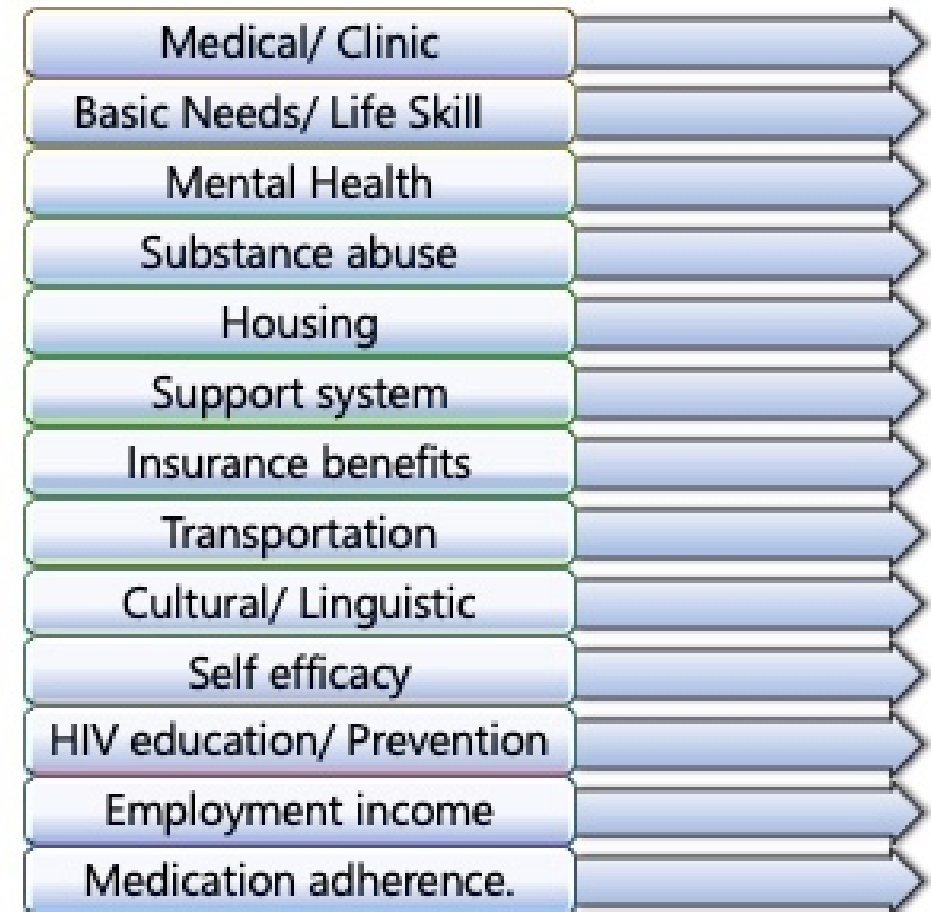 Medical/ Clinic
Basic Needs/ Life Skill
Mental Health
Substance abuse
Housing
Support system
Insurance benefits
Transportation
Cultural/ Linguistic
Self efficacy
HIV education/ Prevention
Employment income
Medication adherence.